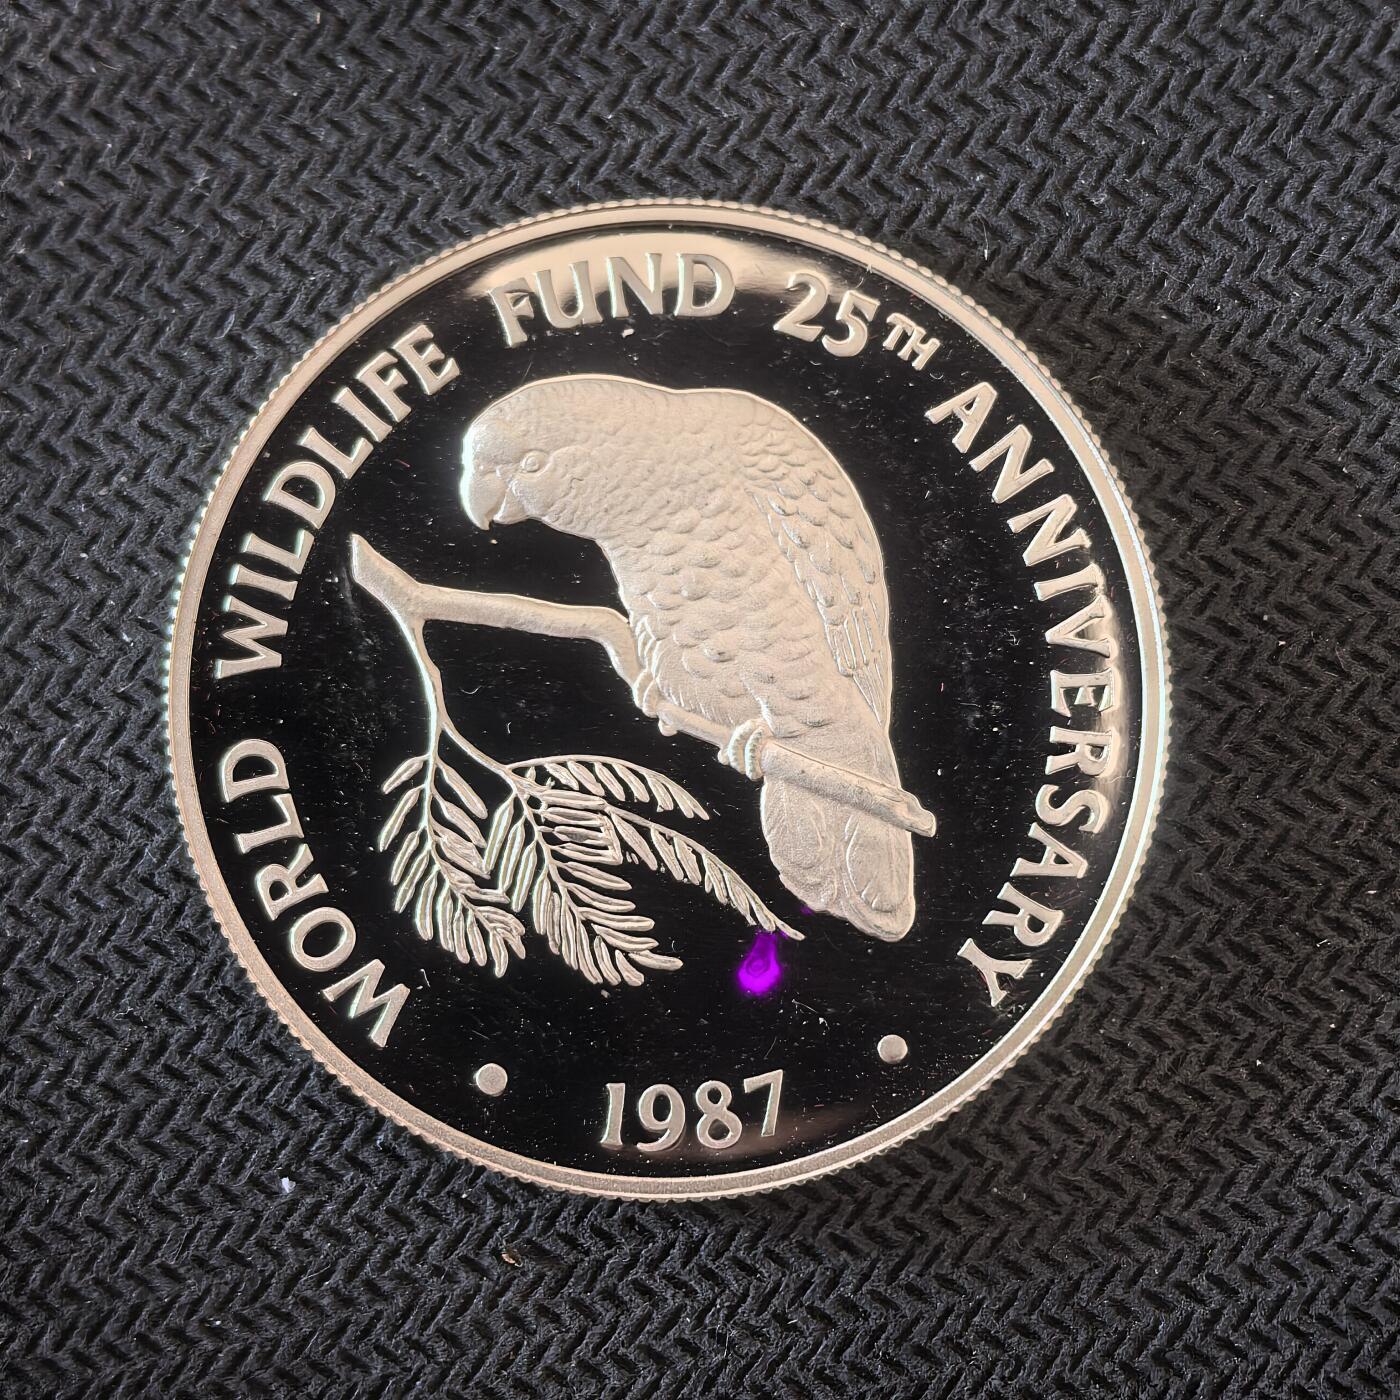 WORLD WILDLIFE FUND 25TH ANNIVERSARY
1987